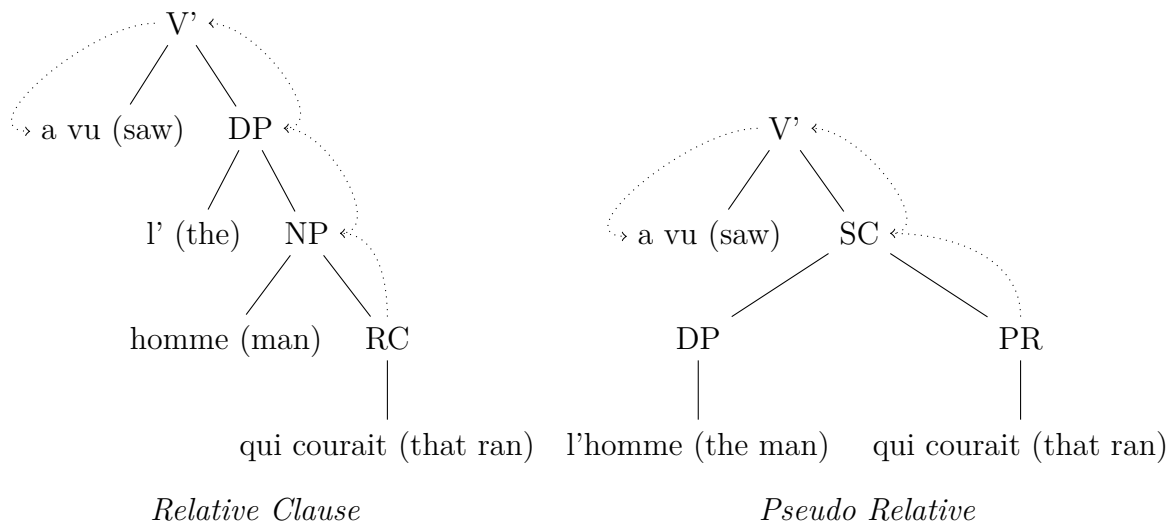 V'
a vu (saw) DP
V'
l' (the) NP
a vu (saw) SC
homme (man) RC
DP PR
qui courait (that ran)
l'homme (the man) qui courait (that ran)
Relative Clause
Pseudo Relative